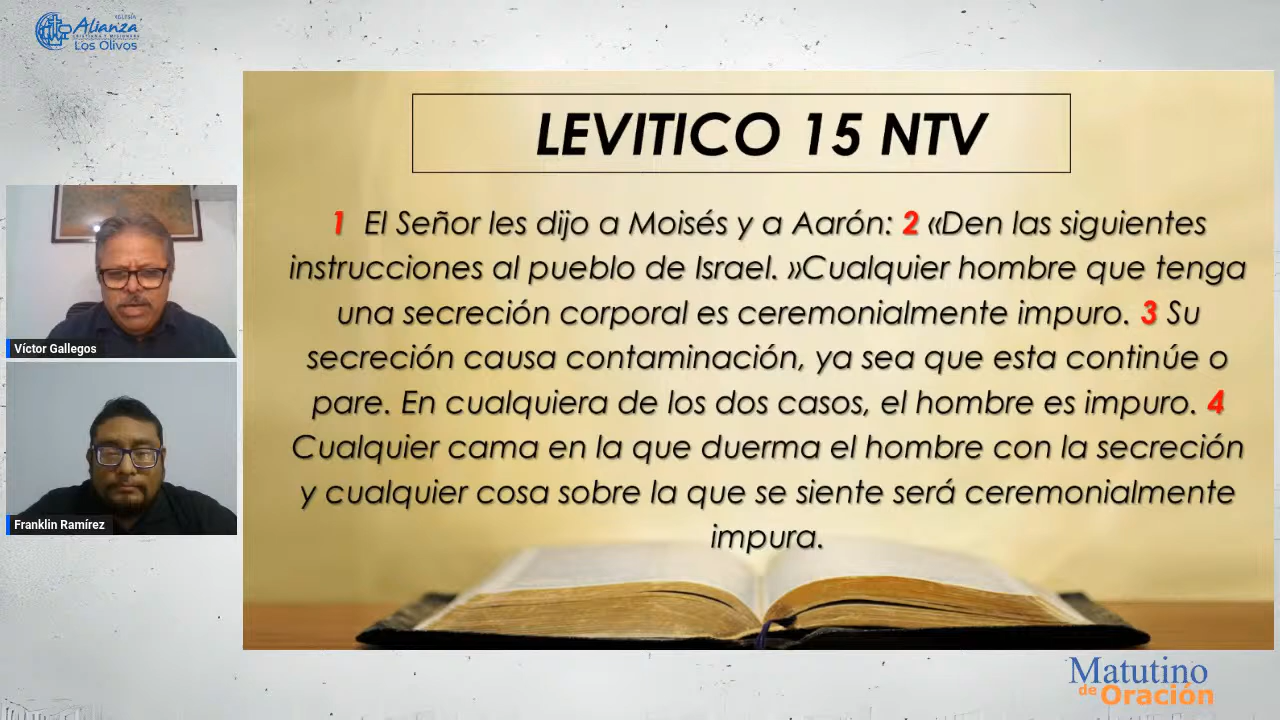 IGLESIA
Alianza
CRISTIANA Y MISIONERA
Los Olivos
LEVITICO 15 NTV
1 El Señor les dijo a Moisés y a Aarón: 2 «Den las siguientes
instrucciones al pueblo de Israel. »Cualquier hombre que tenga
una secreción corporal es ceremonialmente impuro. 3 Su
secreción causa contaminación, ya sea que esta continúe o
pare. En cualquiera de los dos casos, el hombre es impuro. 4
Cualquier cama en la que duerma el hombre con la secreción
y cualquier cosa sobre la que se siente será ceremonialmente
impura.
Víctor Gallegos
Franklin Ramírez
Matutino
de Oración